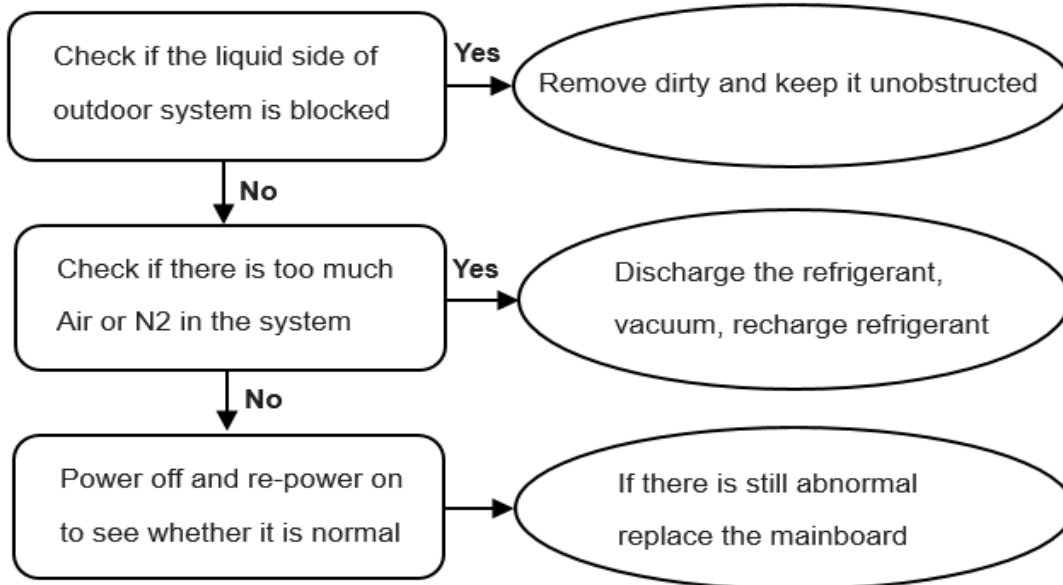 Check if the liquid side of
outdoor system is blocked
Yes
Remove dirty and keep it unobstructed
No
Check if there is too much
Air or N2 in the system
Yes
Discharge the refrigerant,
vacuum, recharge refrigerant
No
Power off and re-power on
to see whether it is normal
If there is still abnormal
replace the mainboard